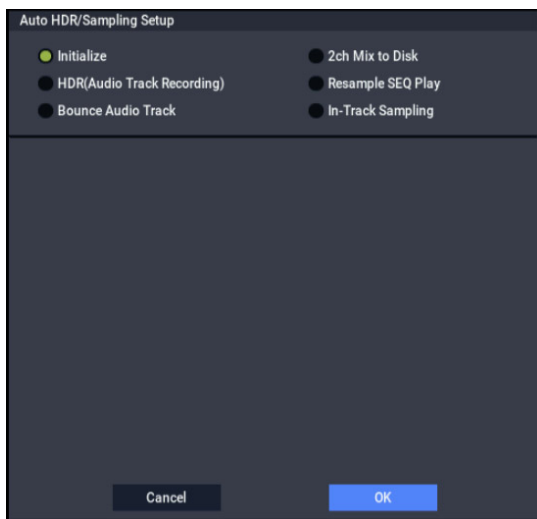 Auto HDR/Sampling Setup
Initialize
HDR(Audio Track Recording)
Bounce Audio Track
2ch Mix to Disk
Resample SEQ Play
In-Track Sampling
Cancel
OK